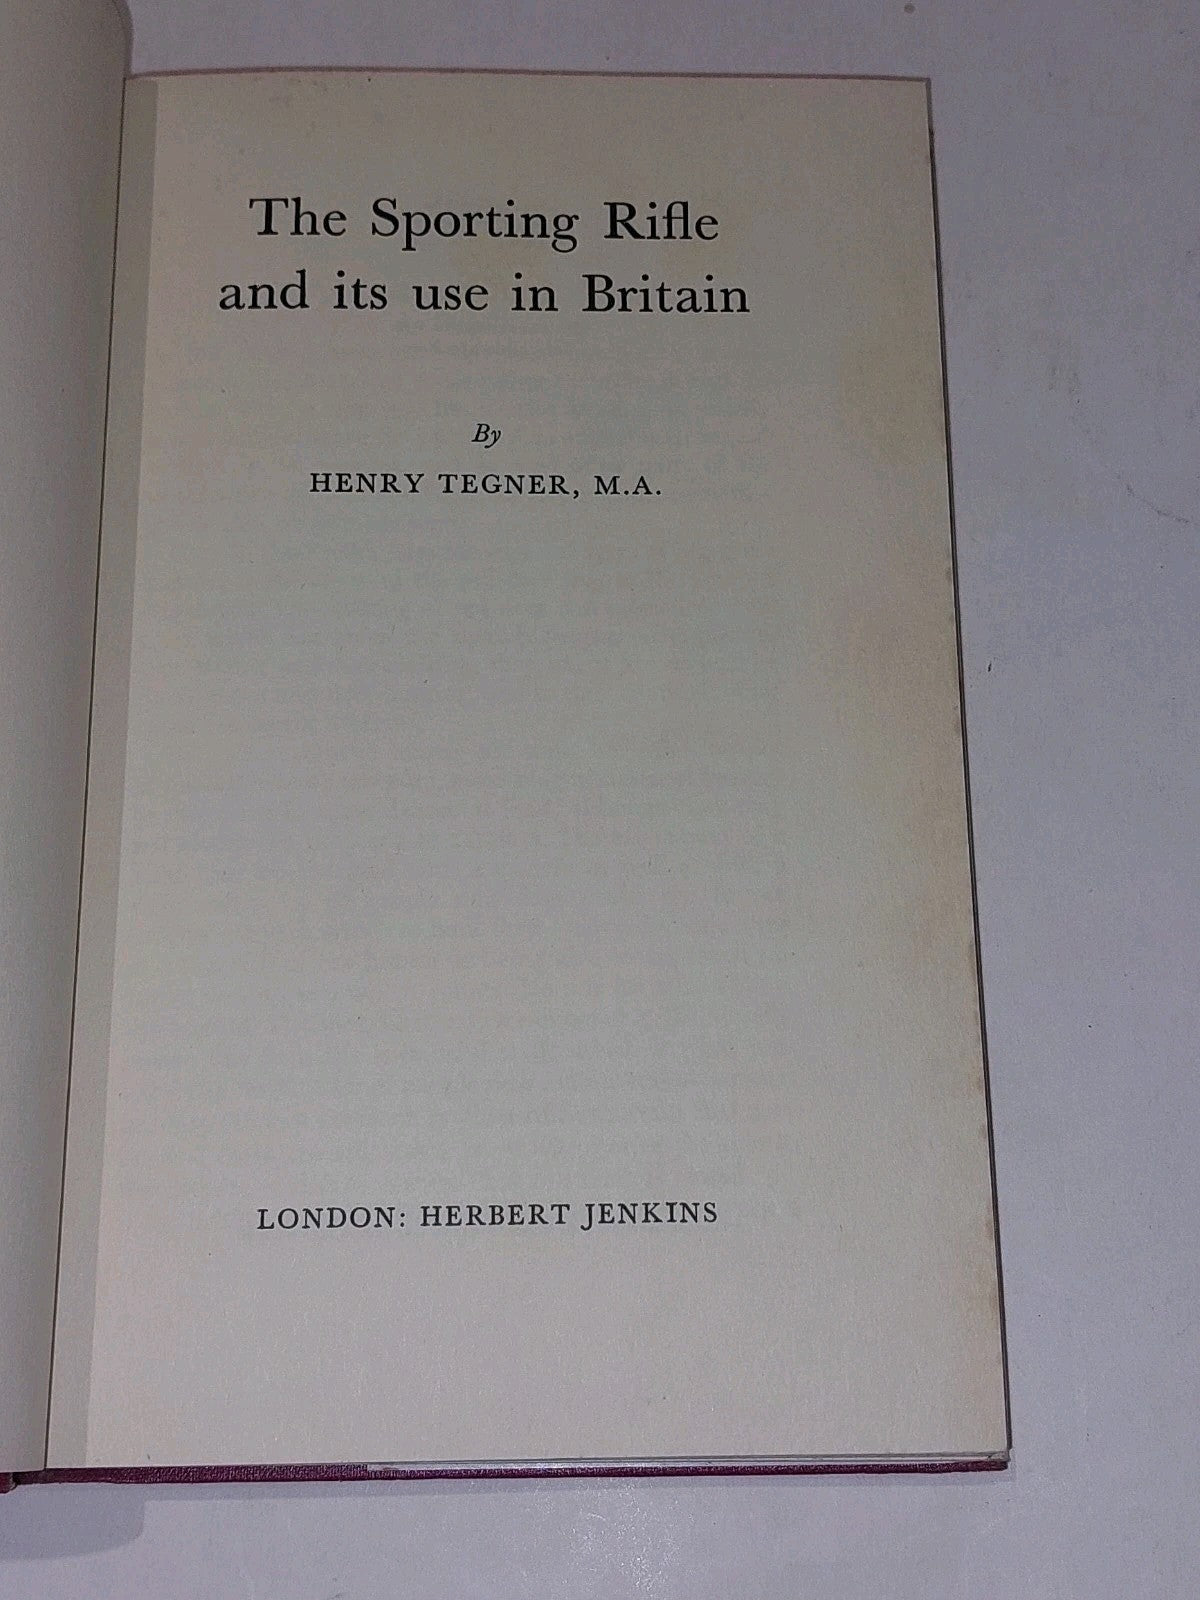 The Sporting Rifle
and its use in Britain
By
HENRY TEGNER, M.A.
LONDON: HERBERT JENKINS